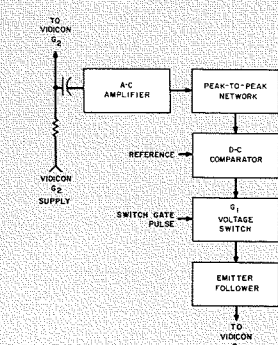 TO
VIDICON
G2
A-C
AMPLIFIER
PEAK-TO-PEAK
NETWORK
REFERENCE
D-C
COMPARATOR
VIDICON
G2
SUPPLY
SWITCH GATE
PULSE
G1
VOLTAGE
SWITCH
EMITTER
FOLLOWER
TO
VIDICON